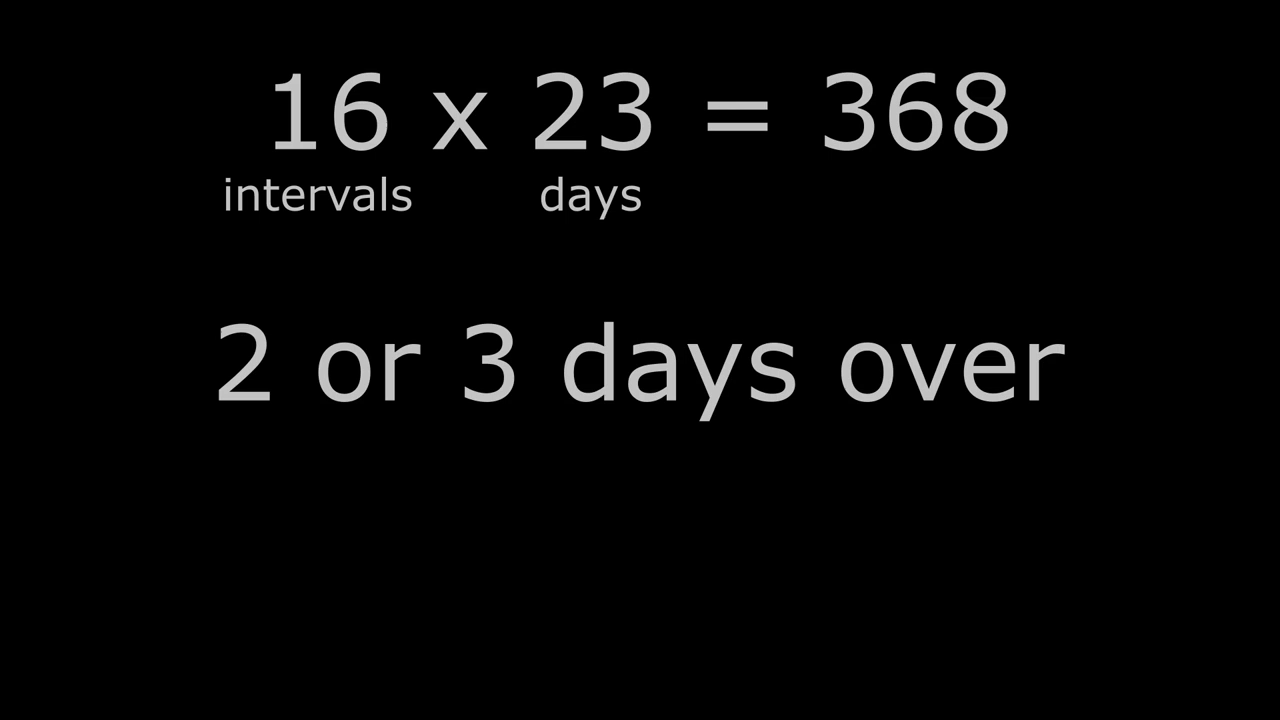 16 x 23 = 368
intervals days
2 or 3 days over